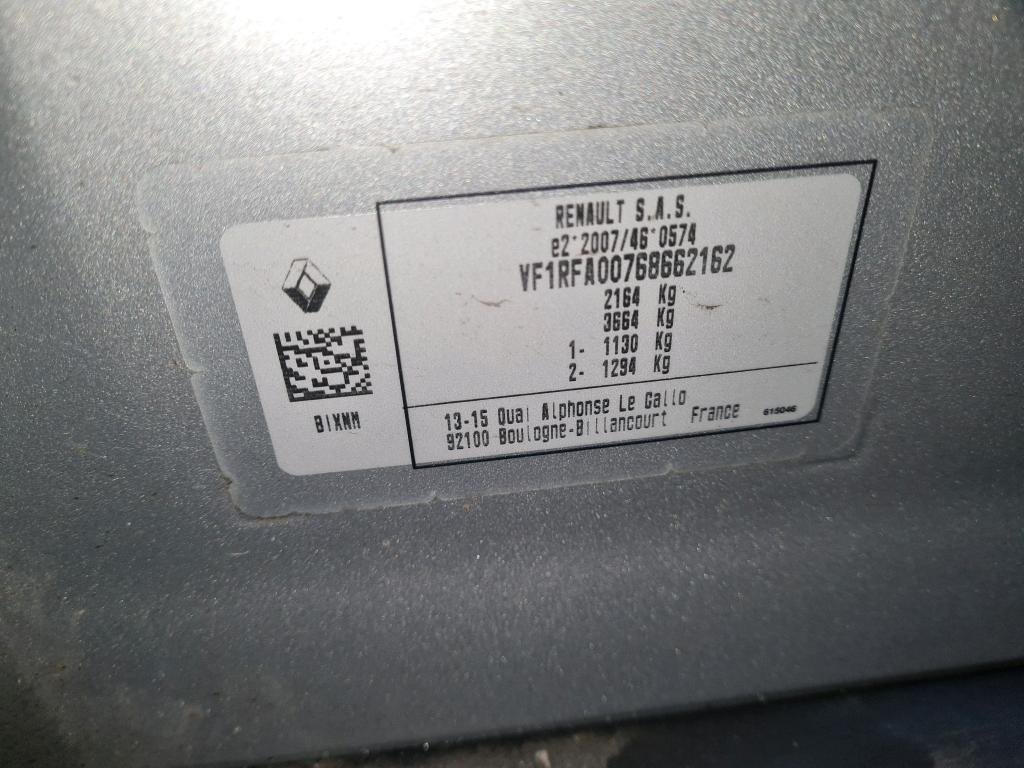 RENAULT S.A.S.
e2*2007/46*0574
VF1RFA00768662162
2164 Kg
3664 Kg
1- 1130 Kg
2- 1294 Kg
BIXNM
13-15 Quai Alphonse Le Gallo
92100 Boulogne-Billancourt France
615046